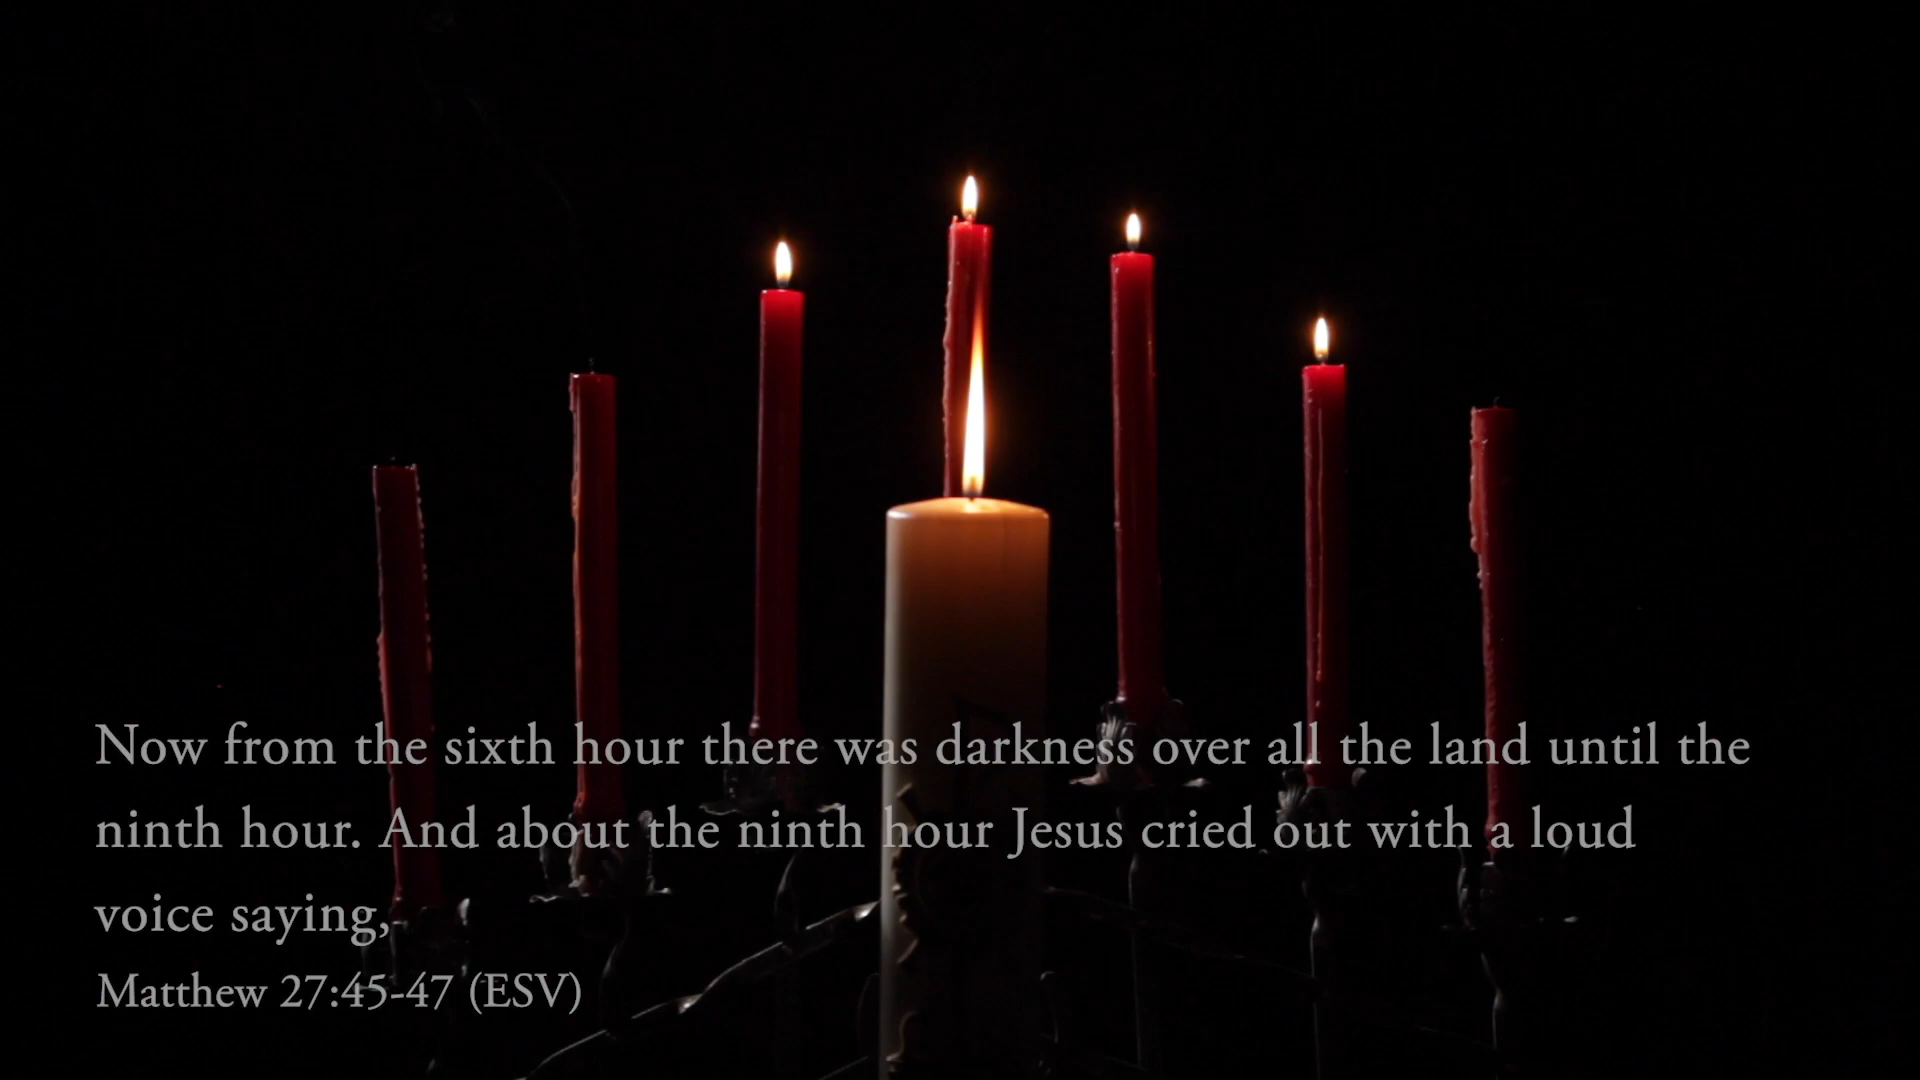 Now from the sixth hour there was darkness over all the land until the
ninth hour. And about the ninth hour Jesus cried out with a loud
voice saying,
Matthew 27:45-47 (ESV)